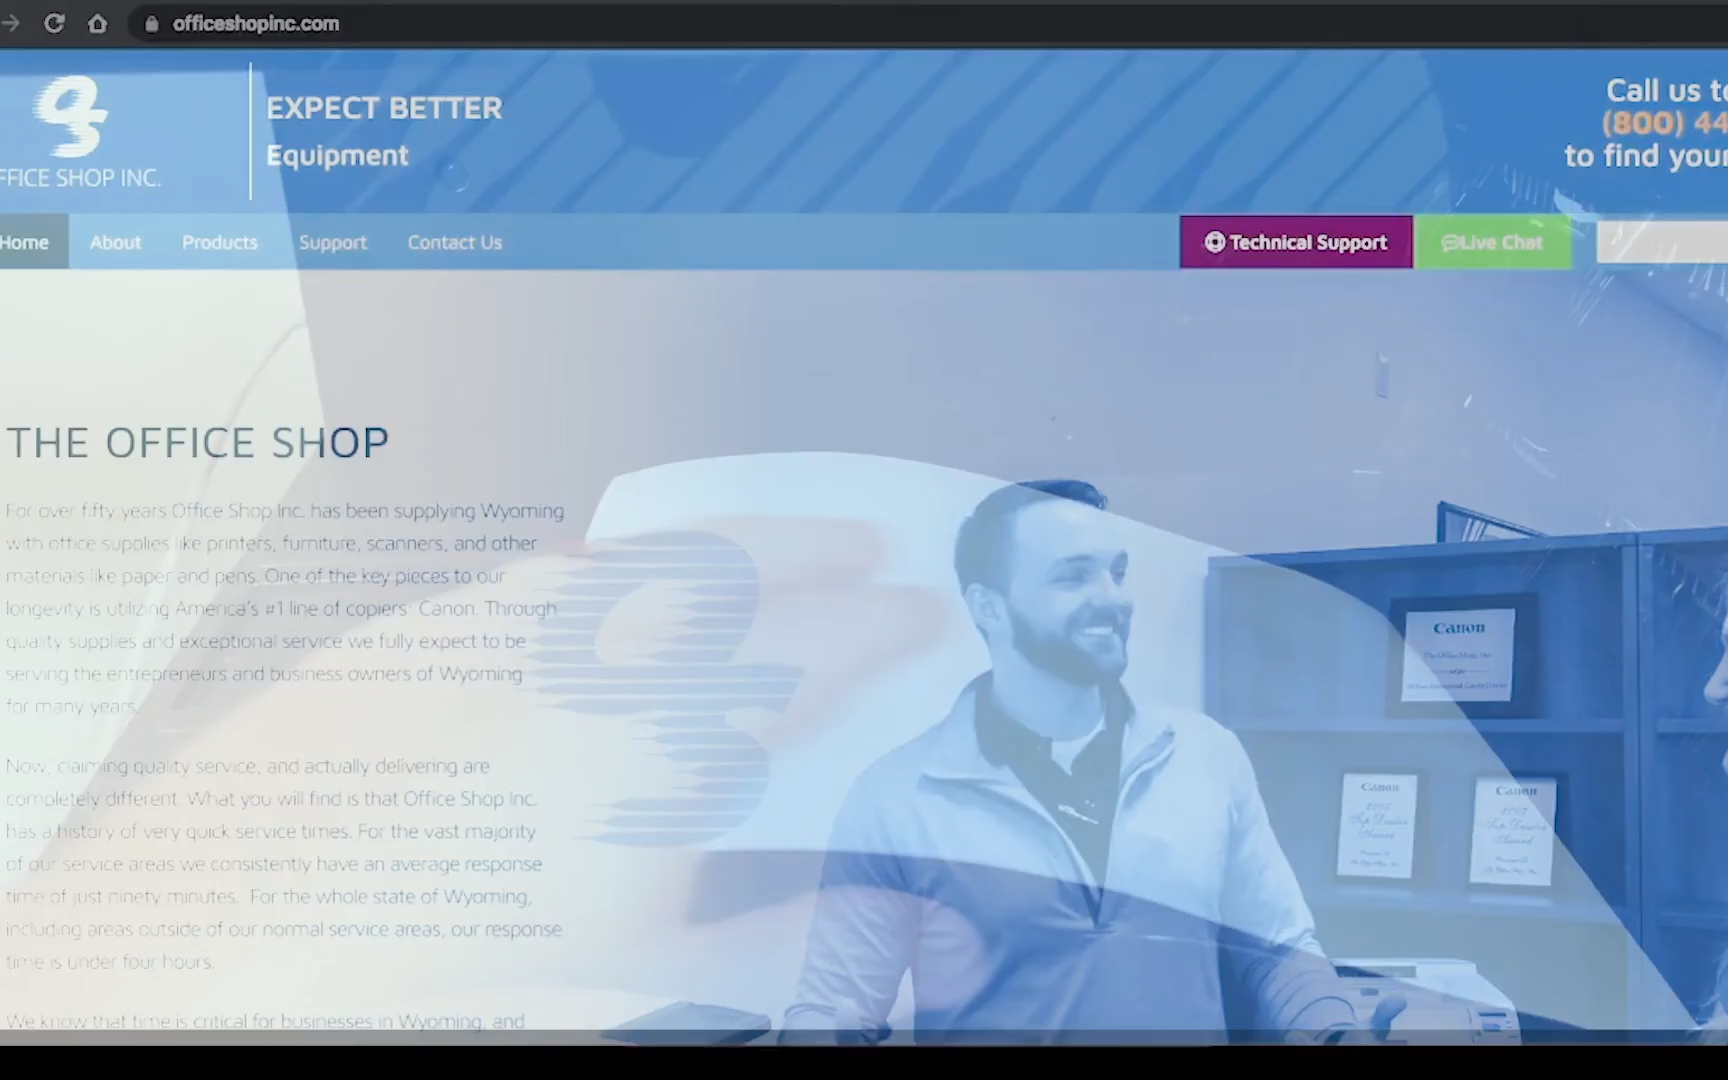 officeshopinc.com
EXPECT BETTER
Equipment
Call us
(800) 44
to find your
FFICE SHOP INC.
Home
About
Products
Support
Contact Us
Technical Support
Live Chat
THE OFFICE SHOP
For over fifty years Office Shop Inc. has been supplying Wyoming
with office supplies like printers, furniture, scanners, and other
materials like paper and pens. One of the key pieces to our
longevity is utilizing America's #1 line of copiers: Canon. Through
quality supplies and exceptional service we fully expect to be
serving the entrepreneurs and business owners of Wyoming
for many years.
Now, claiming quality service, and actually delivering are
completely different. What you will find is that Office Shop Inc.
has a history of very quick service times. For the vast majority
of our service areas we consistently have an average response
time of just ninety minutes. For the whole state of Wyoming,
including areas outside of our normal service areas, our response
time is under four hours.
We know that time is critical for businesses in Wyoming, and
Canon
Canon
Top Dealer
Award
Canon
Top Dealer
Award